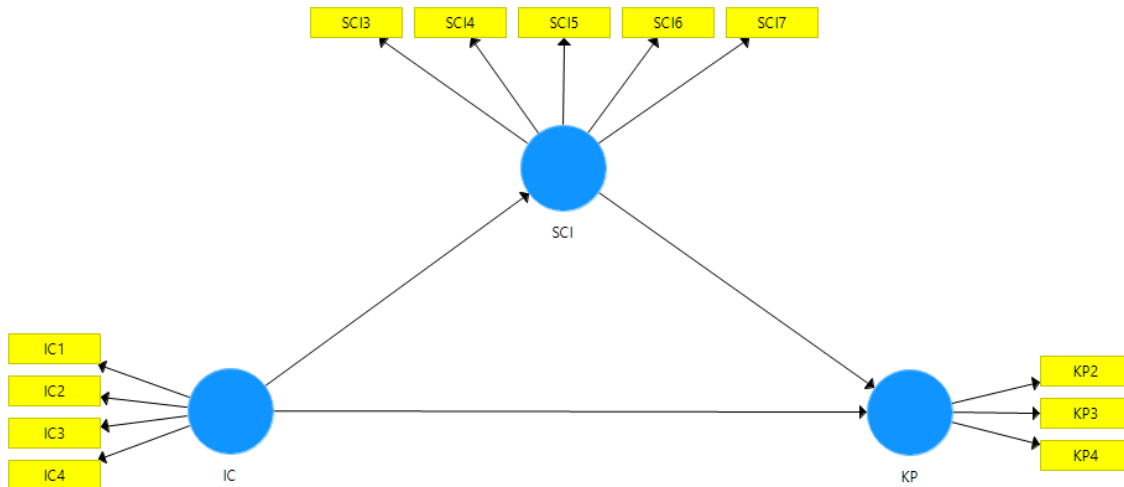 SCI3 SCI4 SCI5 SCI6 SCI7
SCI
IC1
IC2
IC3
IC4
IC
KP2
KP3
KP4
KP